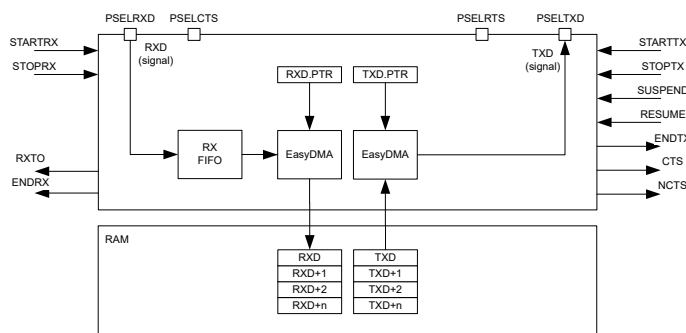 PSELRXD PSELCTS PSELRTS PSELTXD
STARTRX
STOPRX
RXD
(signal)
TXD
(signal)
STARTTX
STOPTX
SUSPEND
RESUME
RXD.PTR TXD.PTR
RX
FIFO
EasyDMA EasyDMA
RXTO
ENDRX
ENDTX
CTS
NCTS
RAM
RXD
RXD+1
RXD+2
RXD+n
TXD
TXD+1
TXD+2
TXD+n